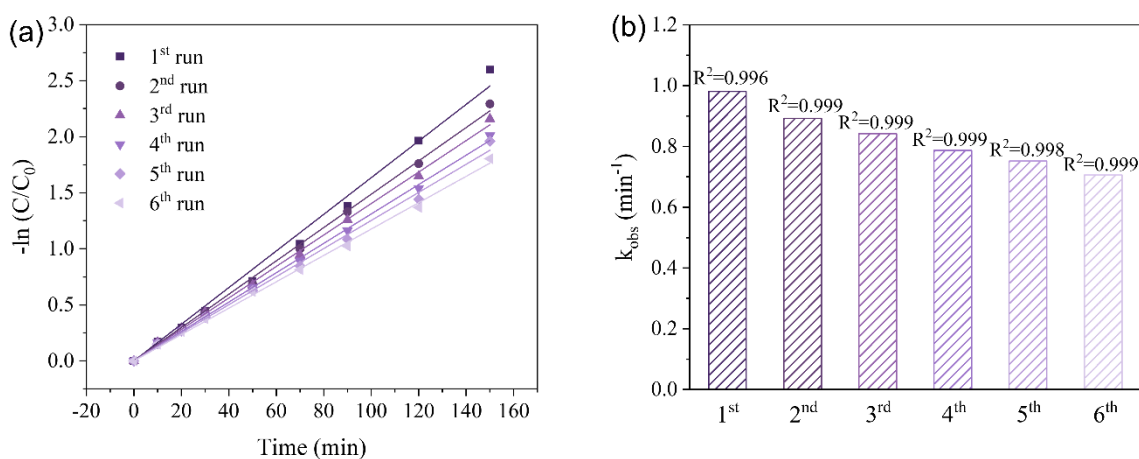 (a)
3.0
2.5
2.0
1.5
1.0
0.5
0.0
-ln (C/C₀)
1ˢᵗ run
2ⁿᵈ run
3ʳᵈ run
4ᵗʰ run
5ᵗʰ run
6ᵗʰ run
-20 0 20 40 60 80 100 120 140 160
Time (min)
(b)
1.2
1.0
0.8
0.6
0.4
0.2
0.0
k_obs (min⁻¹)
R²=0.996
R²=0.999
R²=0.999
R²=0.999
R²=0.998
R²=0.999
1ˢᵗ 2ⁿᵈ 3ʳᵈ 4ᵗʰ 5ᵗʰ 6ᵗʰ